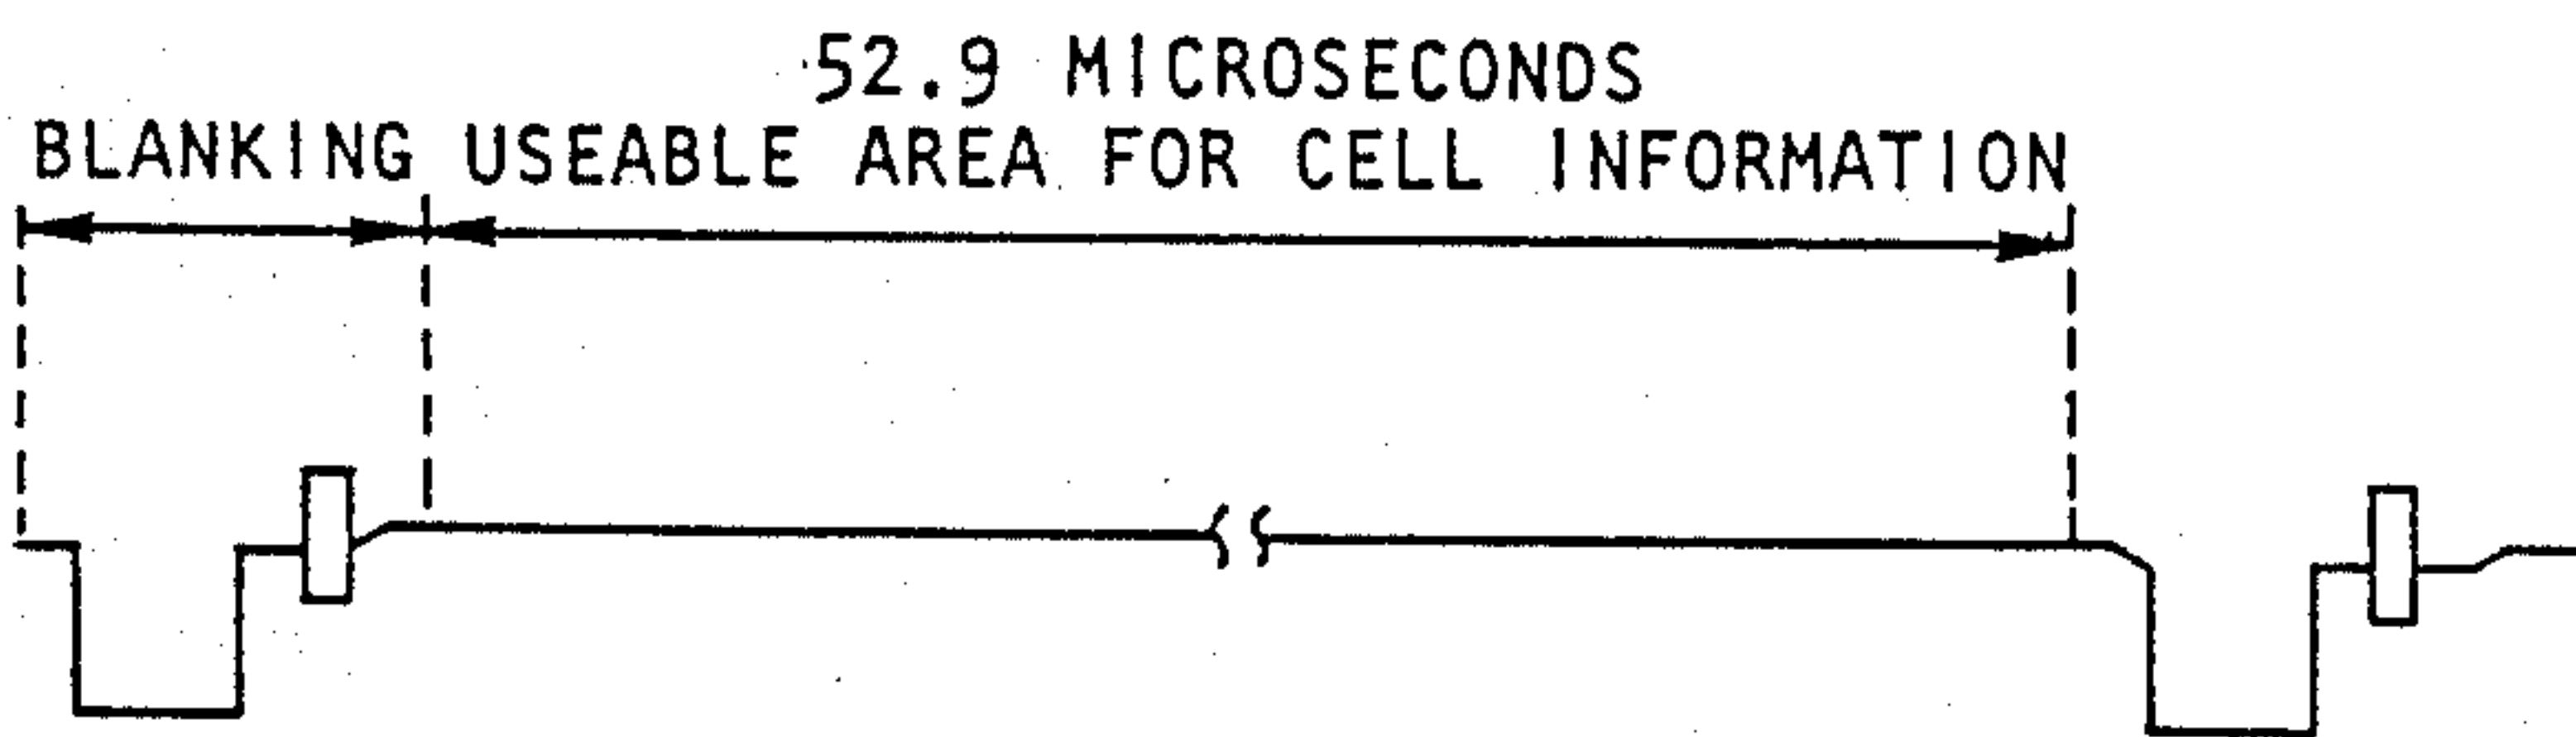 52.9 MICROSECONDS
BLANKING USEABLE AREA FOR CELL INFORMATION